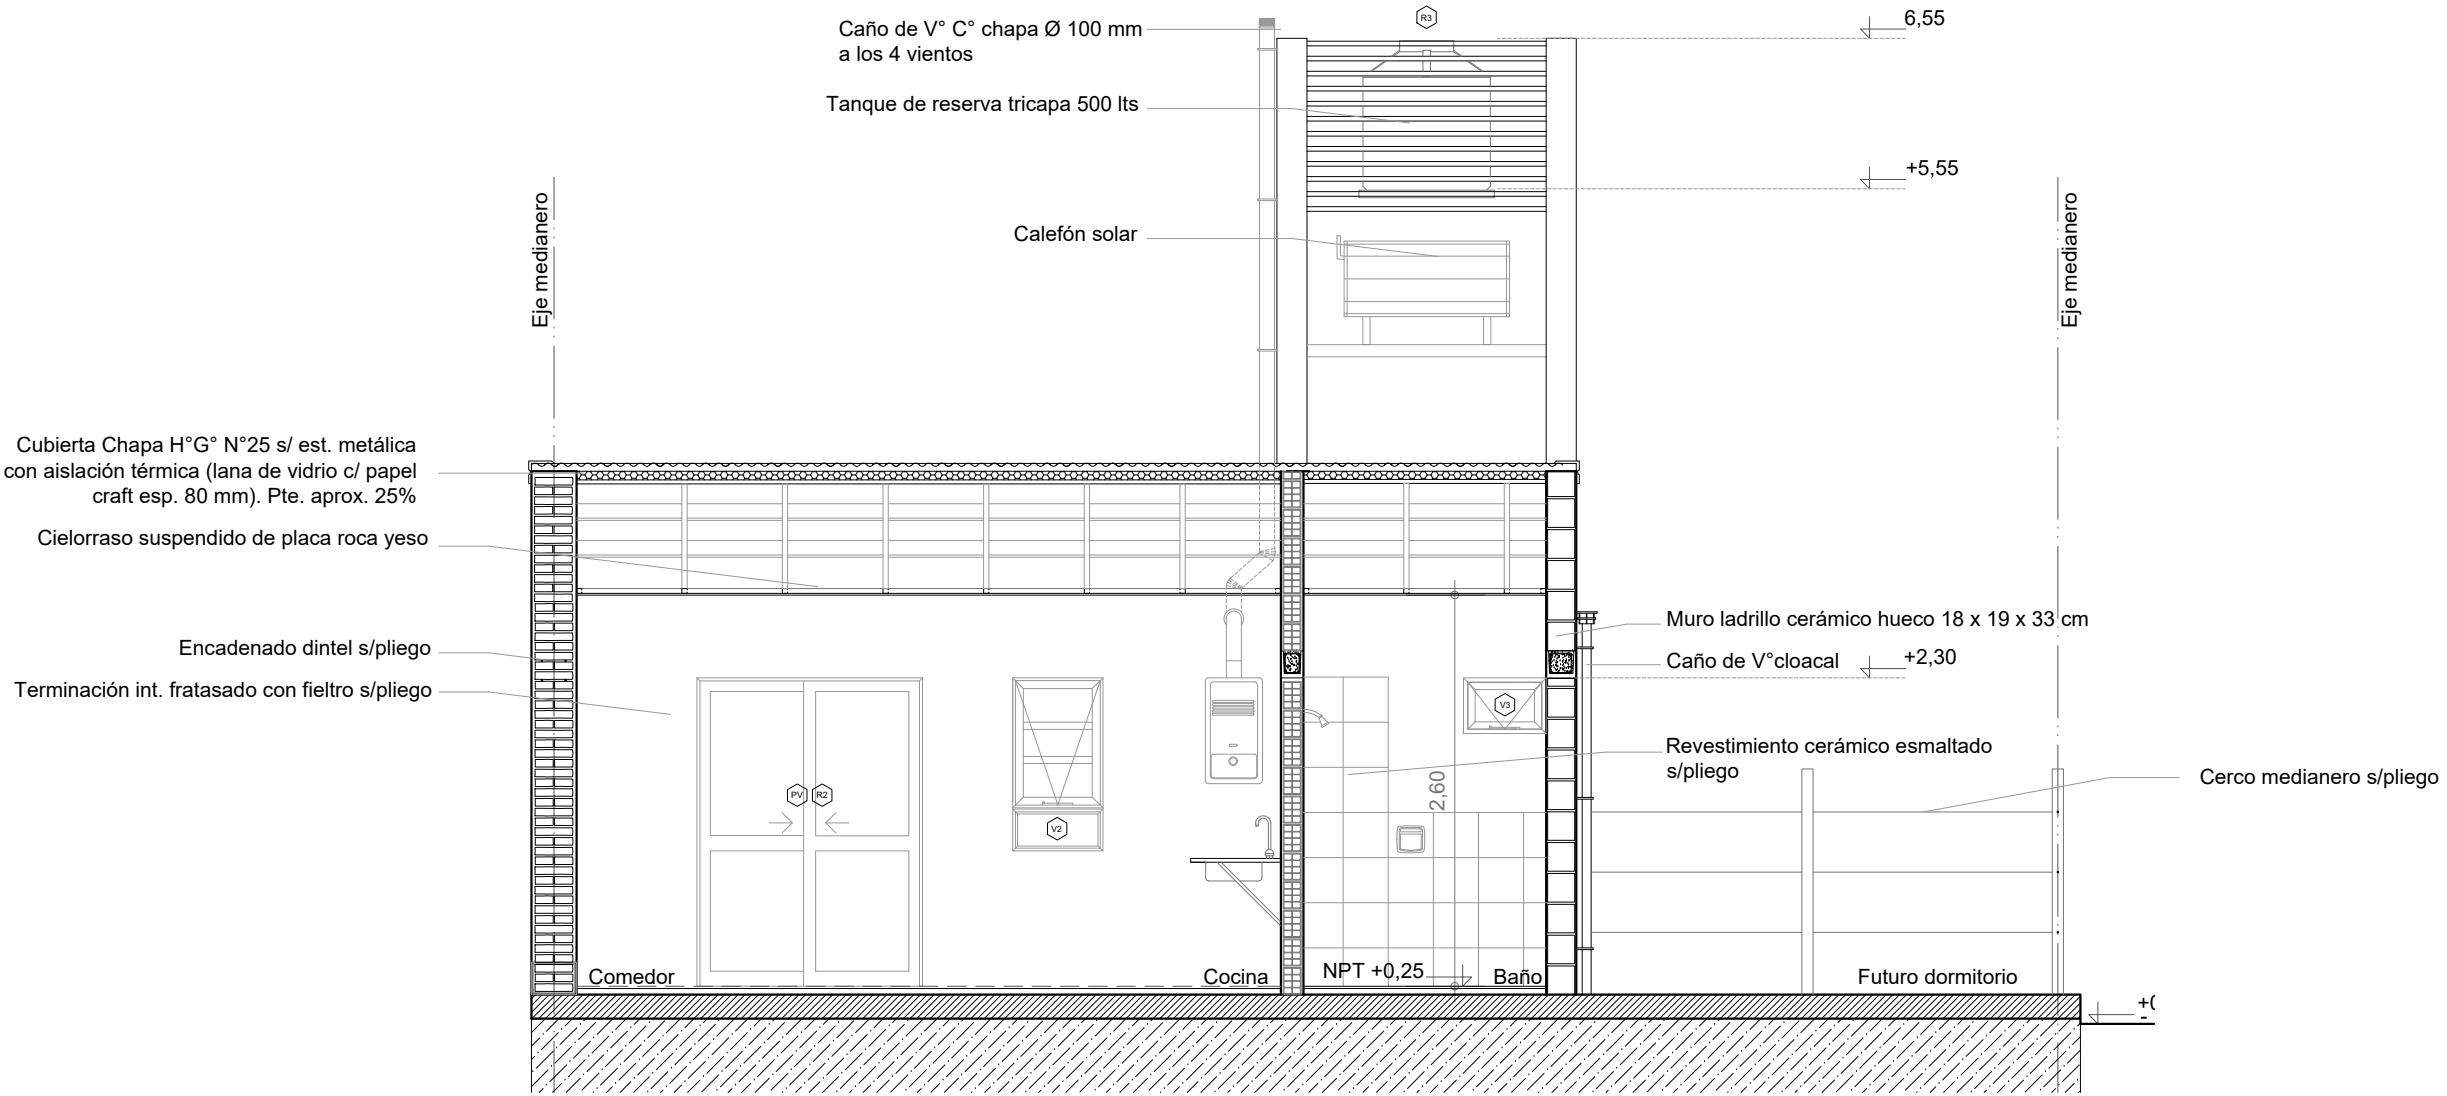 R3
6,55
Caño de V° C° chapa Ø 100 mm
a los 4 vientos
Tanque de reserva tricapa 500 lts
+5,55
Eje medianero
Eje medianero
Calefón solar
Cubierta Chapa H°G° N°25 s/ est. metálica
con aislación térmica (lana de vidrio c/ papel
craft esp. 80 mm). Pte. aprox. 25%
Cielorraso suspendido de placa roca yeso
Muro ladrillo cerámico hueco 18 x 19 x 33 cm
Encadenado dintel s/pliego
Caño de V°cloacal
+2,30
Terminación int. fratasado con fieltro s/pliego
V3
Revestimiento cerámico esmaltado
s/pliego
Cerco medianero s/pliego
2,60
PV
R2
V2
Comedor
Cocina
NPT +0,25
Baño
Futuro dormitorio